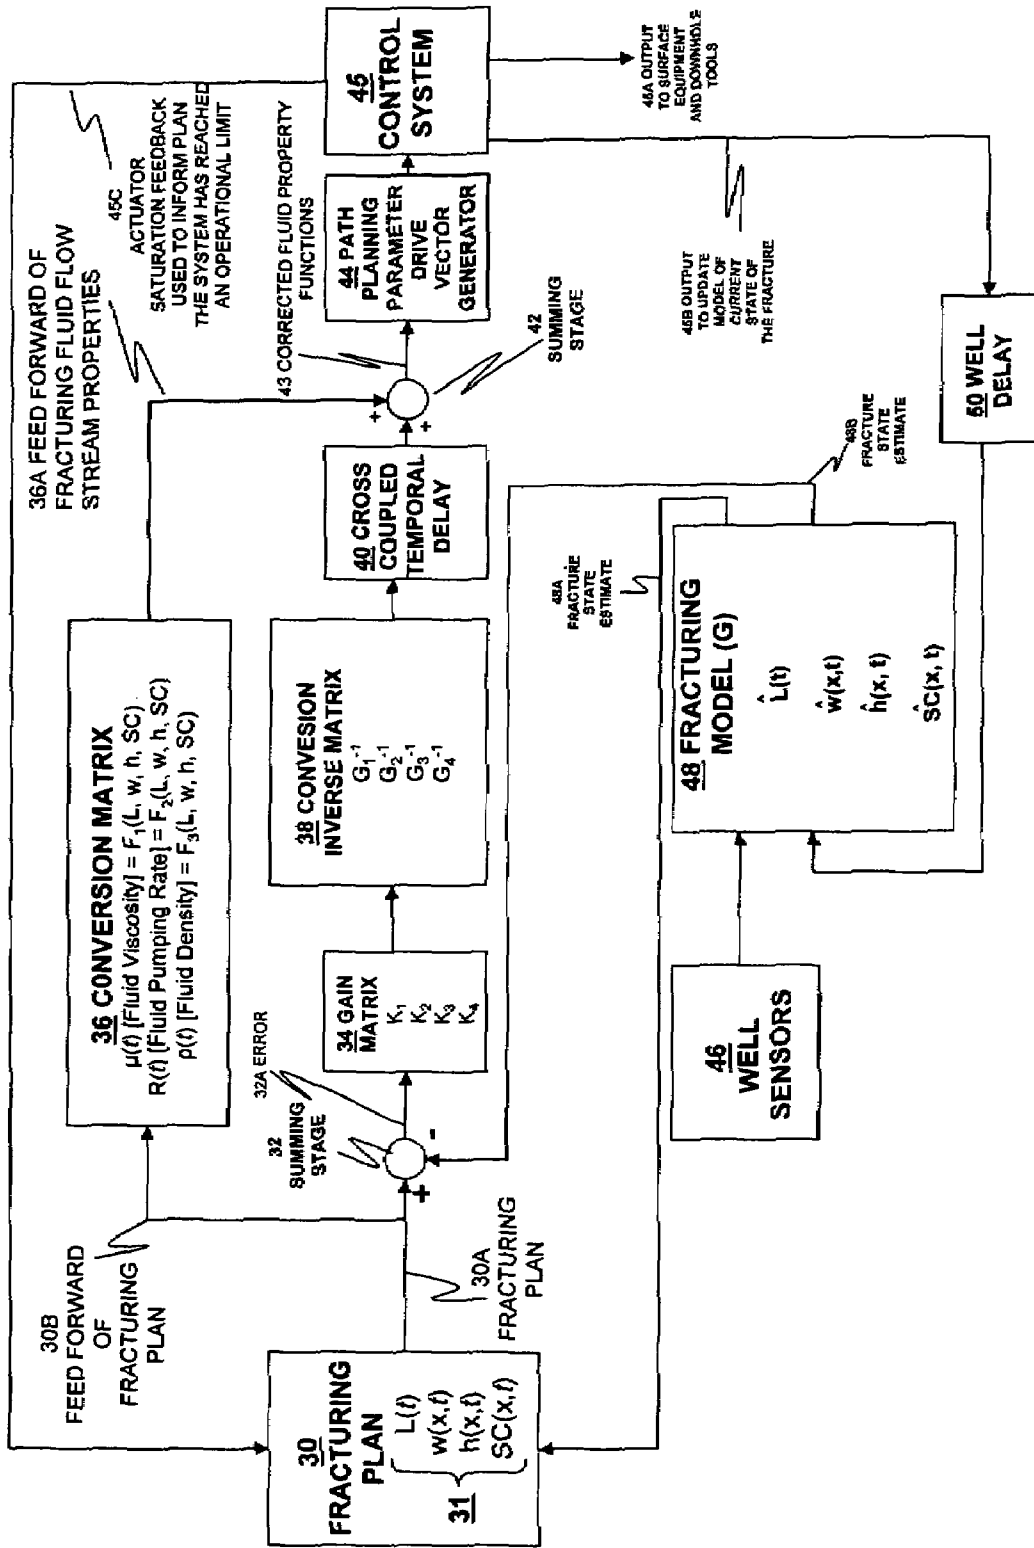 30B
FEED FORWARD
OF
FRACTURING
PLAN
36 CONVERSION MATRIX
μ(t) [Fluid Viscosity] = F₁(L, w, h, SC)
R(t) [Fluid Pumping Rate] = F₂(L, w, h, SC)
ρ(t) [Fluid Density] = F₃(L, w, h, SC)
36A FEED FORWARD OF
FRACTURING FLUID FLOW
STREAM PROPERTIES
45C
ACTUATOR
SATURATION FEEDBACK
USED TO INFORM PLAN
THE SYSTEM HAS REACHED
AN OPERATIONAL LIMIT
30
FRACTURING
PLAN
31
L(t)
w(x,t)
h(x,t)
SC(x,t)
30A
FRACTURING
PLAN
32
SUMMING
STAGE
+
-
32A ERROR
34 GAIN
MATRIX
K₁
K₂
K₃
K₄
38 CONVESION
INVERSE MATRIX
G₁⁻¹
G₂⁻¹
G₃⁻¹
G₄⁻¹
40 CROSS
COUPLED
TEMPORAL
DELAY
+
+
42
SUMMING
STAGE
43 CORRECTED FLUID PROPERTY
FUNCTIONS
44 PATH
PLANNING
PARAMETER
DRIVE
VECTOR
GENERATOR
45
CONTROL
SYSTEM
45A OUTPUT
TO SURFACE
EQUIPMENT
AND DOWNHOLE
TOOLS
45B OUTPUT
TO UPDATE
MODEL OF
CURRENT
STATE OF
THE FRACTURE
46
WELL
SENSORS
48 FRACTURING
MODEL (G)
L̂(t)
ŵ(x,t)
ĥ(x, t)
ŜC(x, t)
48A
FRACTURE
STATE
ESTIMATE
48B
FRACTURE
STATE
ESTIMATE
50 WELL
DELAY